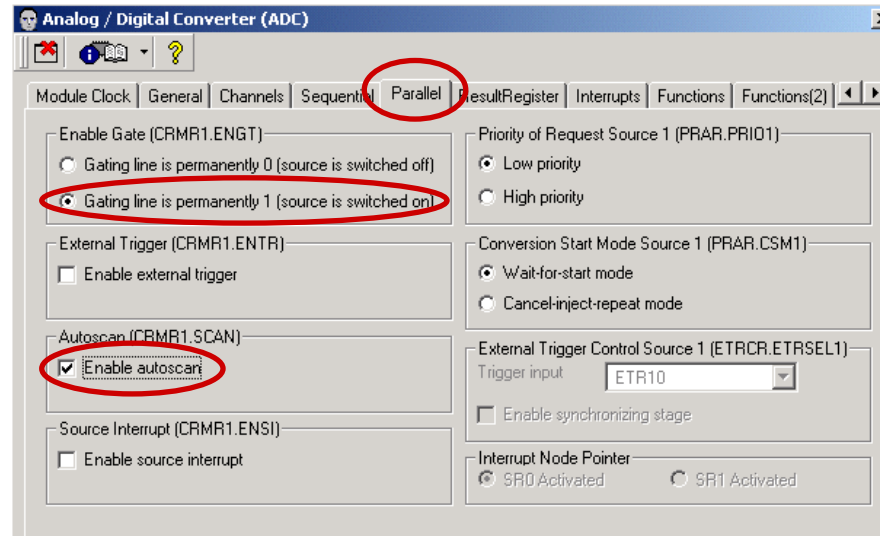 Analog / Digital Converter (ADC)
Module Clock General Channels Sequential Parallel ResultRegister Interrupts Functions Functions(2)
Enable Gate (CRMR1.ENGT)
Gating line is permanently 0 (source is switched off)
Gating line is permanently 1 (source is switched on)
External Trigger (CRMR1.ENTR)
Enable external trigger
Autoscan (CRMR1.SCAN)
Enable autoscan
Source Interrupt (CRMR1.ENSI)
Enable source interrupt
Priority of Request Source 1 (PRAR.PRIO1)
Low priority
High priority
Conversion Start Mode Source 1 (PRAR.CSM1)
Wait-for-start mode
Cancel-inject-repeat mode
External Trigger Control Source 1 (ETRCR.ETRSEL1)
Trigger input ETR10
Enable synchronizing stage
Interrupt Node Pointer
SR0 Activated SR1 Activated